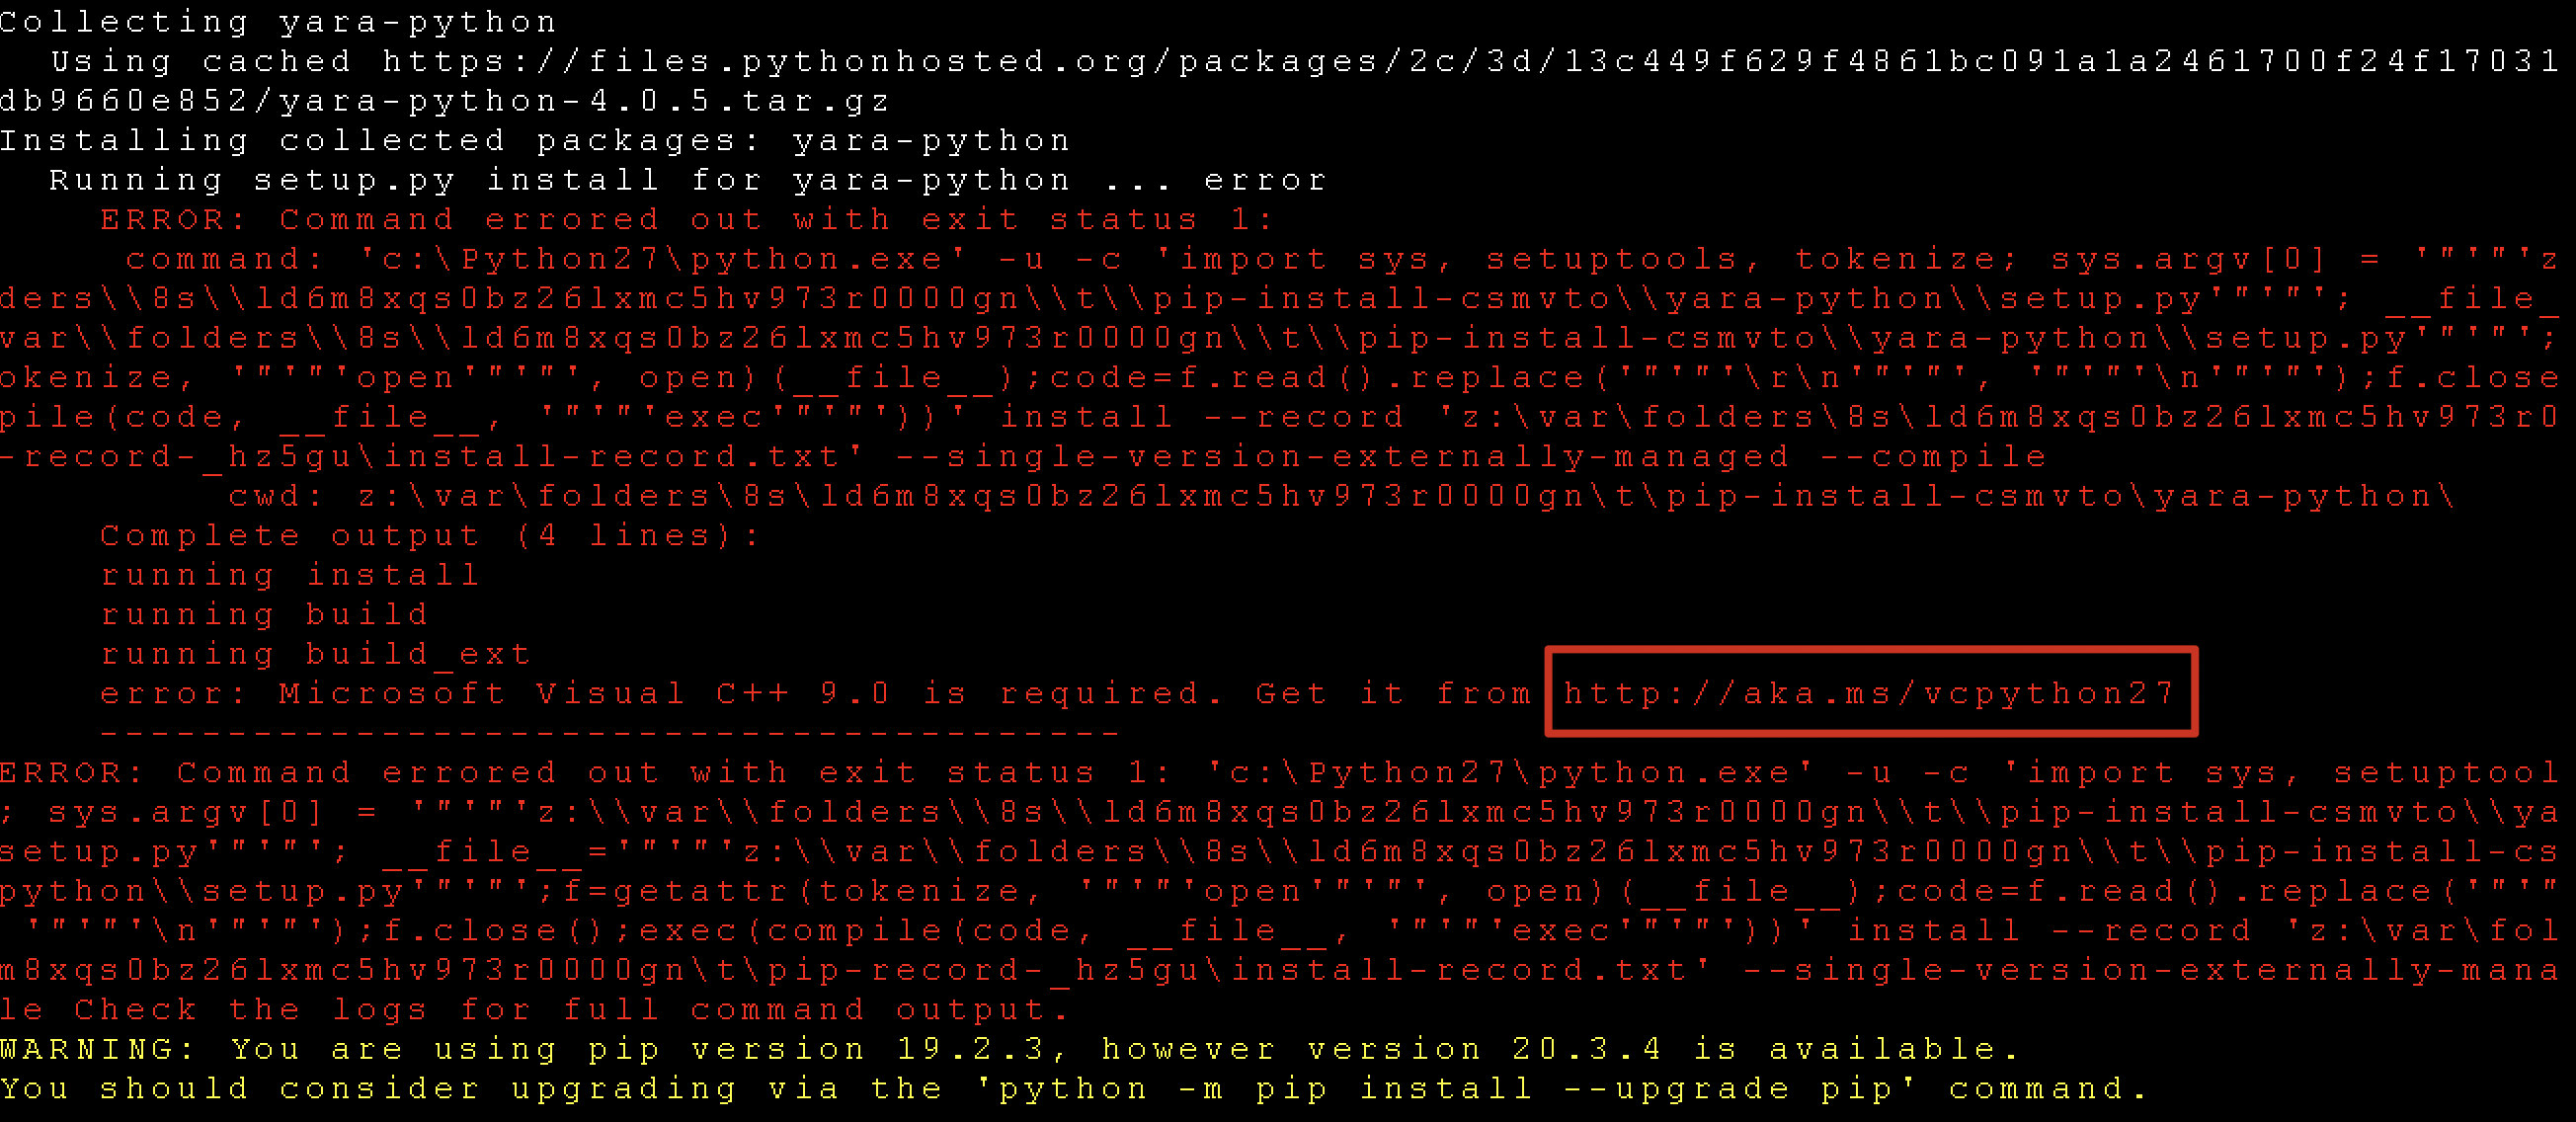 Collecting yara-python
  Using cached https://files.pythonhosted.org/packages/2c/3d/13c449f629f4861bc091a1a2461700f24f17031
db9660e852/yara-python-4.0.5.tar.gz
Installing collected packages: yara-python
  Running setup.py install for yara-python ... error
    ERROR: Command errored out with exit status 1:
     command: 'c:\Python27\python.exe' -u -c 'import sys, setuptools, tokenize; sys.argv[0] = '"'"'z
ders\\8s\\ld6m8xqs0bz26lxmc5hv973r0000gn\\t\\pip-install-csmvto\\yara-python\\setup.py'"'"'; __file_
var\\folders\\8s\\ld6m8xqs0bz26lxmc5hv973r0000gn\\t\\pip-install-csmvto\\yara-python\\setup.py'"'"';
okenize, '"'"'open'"'"', open)(__file__);code=f.read().replace('"'"'\r\n'"'"', '"'"'\n'"'"');f.close
pile(code, __file__, '"'"'exec'"'"'))' install --record 'z:\var\folders\8s\ld6m8xqs0bz26lxmc5hv973r0
-record-_hz5gu\install-record.txt' --single-version-externally-managed --compile
         cwd: z:\var\folders\8s\ld6m8xqs0bz26lxmc5hv973r0000gn\t\pip-install-csmvto\yara-python\
    Complete output (4 lines):
    running install
    running build
    running build_ext
    error: Microsoft Visual C++ 9.0 is required. Get it from http://aka.ms/vcpython27
    ----------------------------------------
ERROR: Command errored out with exit status 1: 'c:\Python27\python.exe' -u -c 'import sys, setuptool
; sys.argv[0] = '"'"'z:\\var\\folders\\8s\\ld6m8xqs0bz26lxmc5hv973r0000gn\\t\\pip-install-csmvto\\ya
setup.py'"'"'; __file__='"'"'z:\\var\\folders\\8s\\ld6m8xqs0bz26lxmc5hv973r0000gn\\t\\pip-install-cs
python\\setup.py'"'"';f=getattr(tokenize, '"'"'open'"'"', open)(__file__);code=f.read().replace('"'"
 '"'"'\n'"'"');f.close();exec(compile(code, __file__, '"'"'exec'"'"'))' install --record 'z:\var\fol
m8xqs0bz26lxmc5hv973r0000gn\t\pip-record-_hz5gu\install-record.txt' --single-version-externally-mana
le Check the logs for full command output.
WARNING: You are using pip version 19.2.3, however version 20.3.4 is available.
You should consider upgrading via the 'python -m pip install --upgrade pip' command.